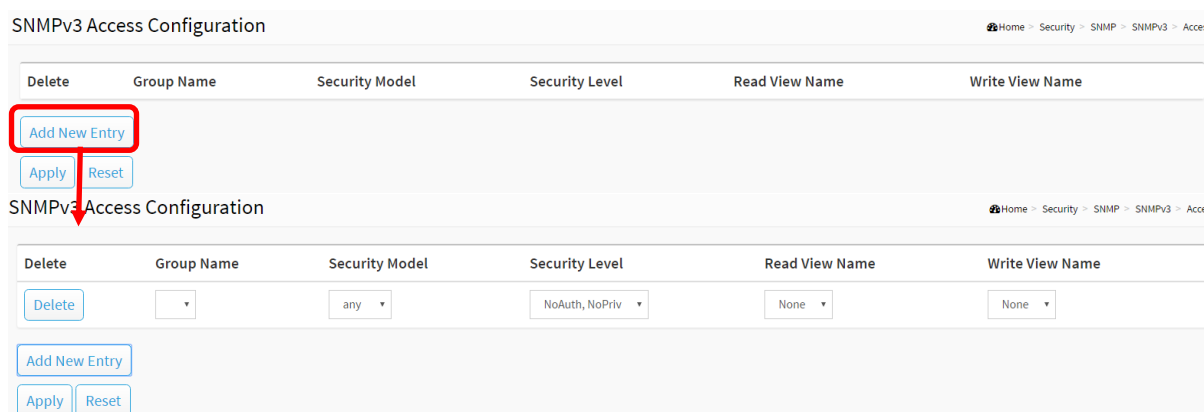 SNMPv3 Access Configuration Home > Security > SNMP > SNMPv3 > Acces
Delete Group Name Security Model Security Level Read View Name Write View Name
Add New Entry
Apply Reset
SNMPv3 Access Configuration Home > Security > SNMP > SNMPv3 > Acce
Delete Group Name Security Model Security Level Read View Name Write View Name
Delete any NoAuth, NoPriv None None
Add New Entry
Apply Reset